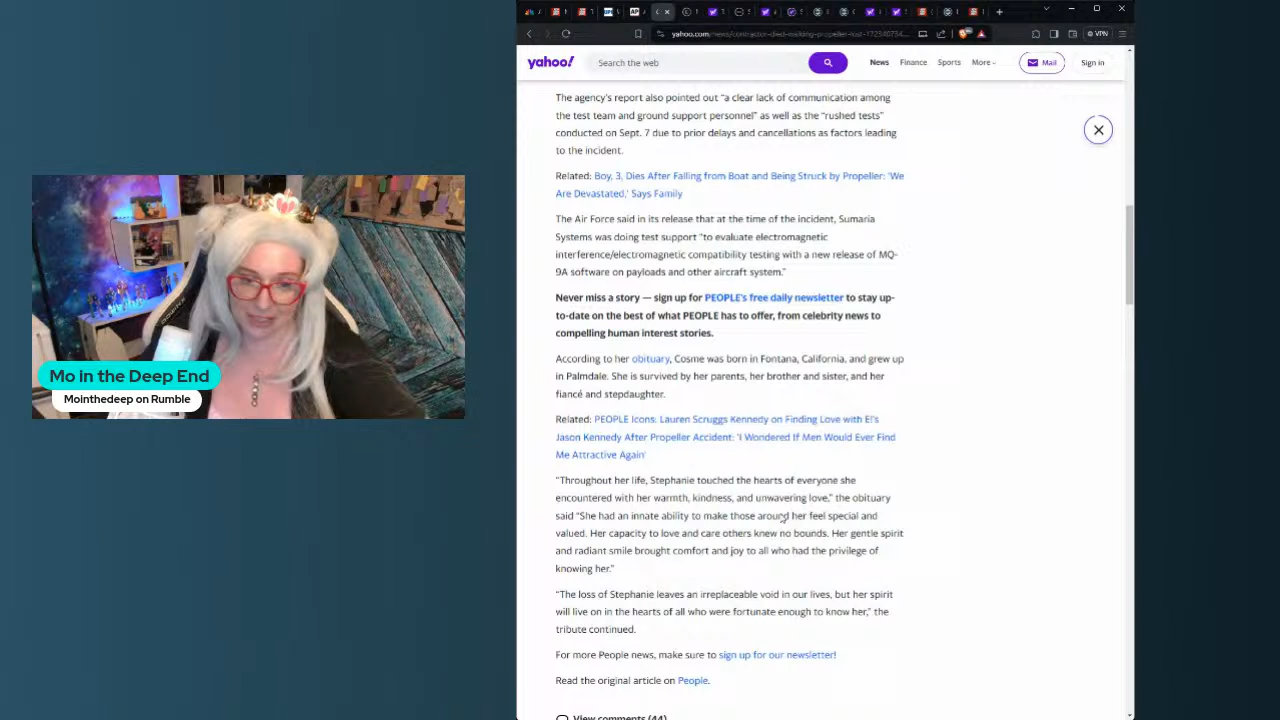 yahoo.com/news/contractor-died-walking-propeller-lost-172340734...
VPN
yahoo!
Search the web
News
Finance
Sports
More
Mail
Sign in
The agency's report also pointed out "a clear lack of communication among
the test team and ground support personnel" as well as the "rushed tests"
conducted on Sept. 7 due to prior delays and cancellations as factors leading
to the incident.
Related: Boy, 3, Dies After Falling from Boat and Being Struck by Propeller: 'We
Are Devastated,' Says Family
The Air Force said in its release that at the time of the incident, Sumaria
Systems was doing test support "to evaluate electromagnetic
interference/electromagnetic compatibility testing with a new release of MQ-
9A software on payloads and other aircraft system."
Never miss a story — sign up for PEOPLE's free daily newsletter to stay up-
to-date on the best of what PEOPLE has to offer, from celebrity news to
compelling human interest stories.
According to her obituary, Cosme was born in Fontana, California, and grew up
in Palmdale. She is survived by her parents, her brother and sister, and her
fiancé and stepdaughter.
Related: PEOPLE Icons: Lauren Scruggs Kennedy on Finding Love with E!'s
Jason Kennedy After Propeller Accident: 'I Wondered If Men Would Ever Find
Me Attractive Again'
"Throughout her life, Stephanie touched the hearts of everyone she
encountered with her warmth, kindness, and unwavering love," the obituary
said "She had an innate ability to make those around her feel special and
valued. Her capacity to love and care others knew no bounds. Her gentle spirit
and radiant smile brought comfort and joy to all who had the privilege of
knowing her."
"The loss of Stephanie leaves an irreplaceable void in our lives, but her spirit
will live on in the hearts of all who were fortunate enough to know her," the
tribute continued.
For more People news, make sure to sign up for our newsletter!
Read the original article on People.
View comments (44)
Mo in the Deep End
Mointhedeep on Rumble